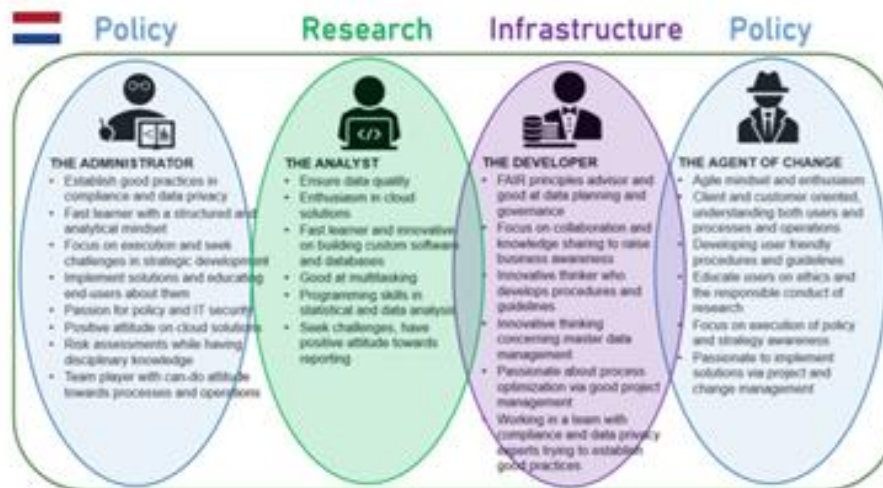 Policy
Research
Infrastructure
Policy
THE ADMINISTRATOR
• Establish good practices in
compliance and data privacy
• Fast learner with a structured and
analytical mindset
• Focus on execution and seek
challenges in strategic development
• Implement solutions and educating
end-users about them
• Passion for policy and IT security
• Positive attitude on cloud solutions
• Risk assessments while having
disciplinary knowledge
• Team player with can-do attitude
towards processes and operations
THE ANALYST
• Ensure data quality
• Enthusiasm in cloud
solutions
• Fast learner and innovative
on building custom software
and databases
• Good at multitasking
• Programming skills in
statistical and data analysis
• Seek challenges, have
positive attitude towards
reporting
THE DEVELOPER
• FAIR principles advisor and
good at data planning and
governance
• Focus on collaboration and
knowledge sharing to raise
business awareness
• Innovative thinker who
develops procedures and
guidelines
• Innovative thinking
concerning master data
management
• Passionate about process
optimization via good project
management
• Working in a team with
compliance and data privacy
experts trying to establish
good practices
THE AGENT OF CHANGE
• Agile mindset and enthusiasm
• Client and customer oriented,
understanding both users and
processes and operations
• Developing user friendly
procedures and guidelines
• Educate users on ethics and
the responsible conduct of
research
• Focus on execution of policy
and strategy awareness
• Passionate to implement
solutions via project and
change management